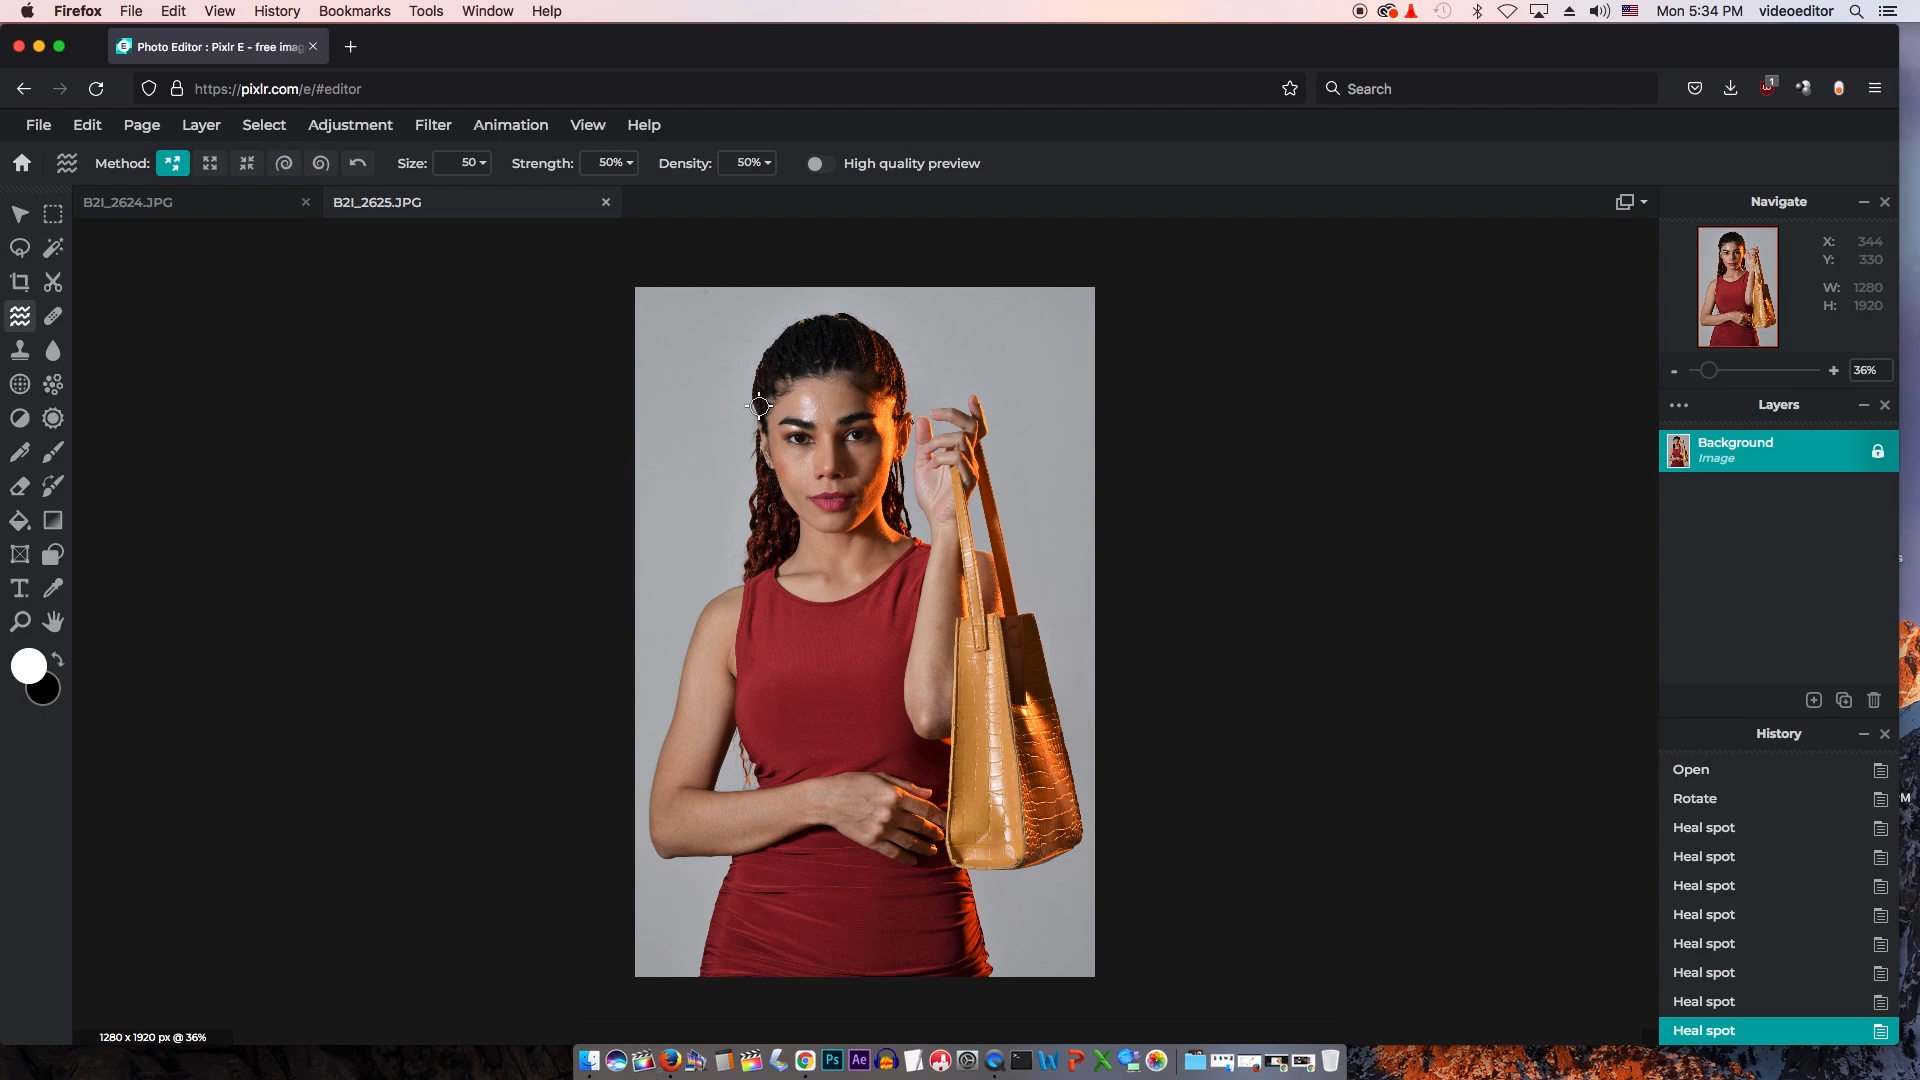 Firefox File Edit View History Bookmarks Tools Window Help Mon 5:34 PM videoeditor
Photo Editor : Pixlr E - free imag
https://pixlr.com/e/#editor Search 1
File Edit Page Layer Select Adjustment Filter Animation View Help
Method: Size: 50 Strength: 50% Density: 50% High quality preview
B2I_2624.JPG B2I_2625.JPG Navigate
X: 344
Y: 330
W: 1280
H: 1920
- + 36%
Layers
Background
Image
History
Open
Rotate
Heal spot
Heal spot
Heal spot
Heal spot
Heal spot
Heal spot
Heal spot
Heal spot
1280 x 1920 px @ 36%
Ps Ae